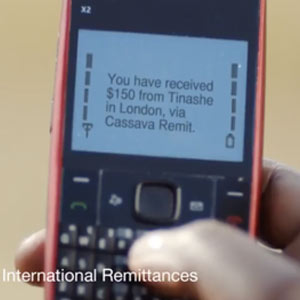 X2
You have received
$150 from Tinashe
in London, via
Cassava Remit.
International Remittances